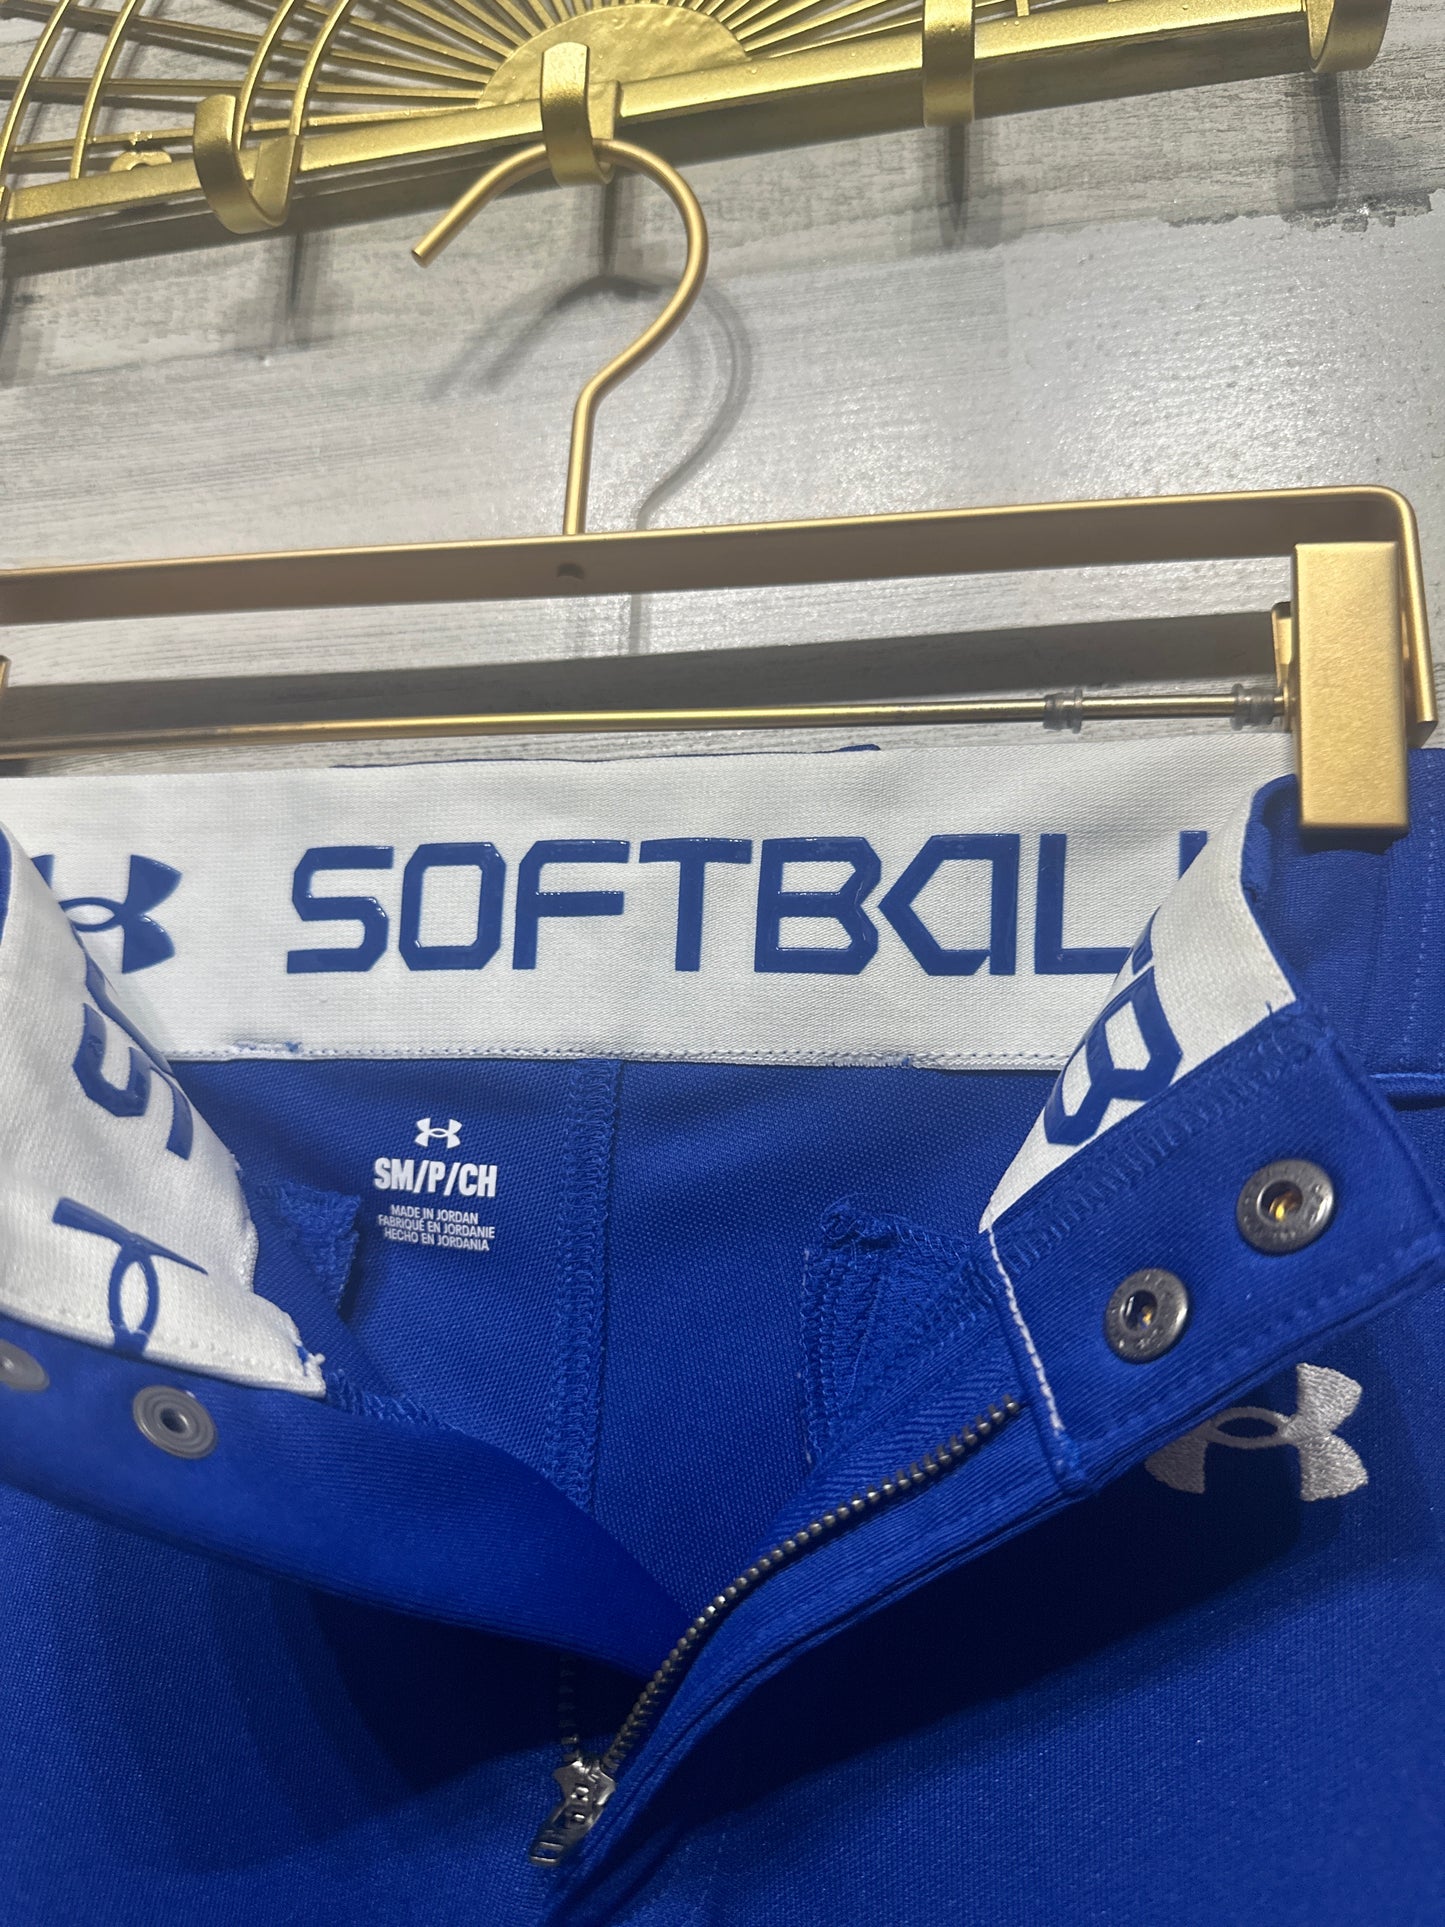 SOFTBALL
SM/P/CH
MADE IN JORDAN
FABRIQUÉ EN JORDANIE
HECHO EN JORDANIA